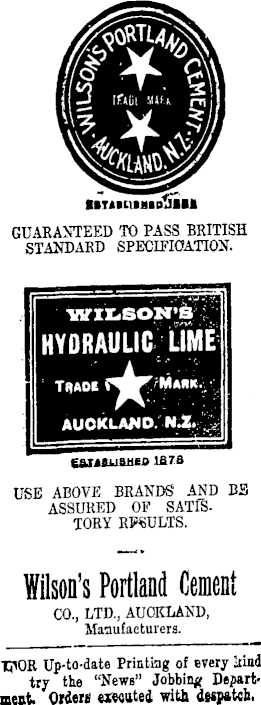 WILSON'S PORTLAND CEMENT
TRADE MARK
AUCKLAND, N.Z.
ESTABLISHED
GUARANTEED TO PASS BRITISH
STANDARD SPECIFICATION.
WILSON'S
HYDRAULIC LIME
TRADE MARK.
AUCKLAND. N.Z.
ESTABLISHED 1878
USE ABOVE BRANDS AND BE
ASSURED OF SATIS-
TORY RESULTS.
Wilson's Portland Cement
CO., LTD., AUCKLAND,
Manufacturers.
FOR Up-to-date Printing of every kind
try the "News" Jobbing Depart-
ment. Orders executed with despatch.